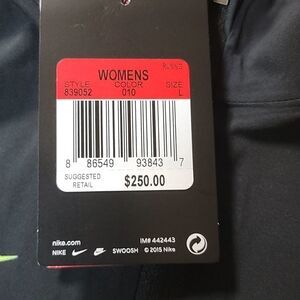 WOMENS
STYLE COLOR SIZE
839052 010 L
8 86549 93843 7
SUGGESTED
RETAIL $250.00
nike.com IM# 442443
NIKE SWOOSH © 2015 Nike